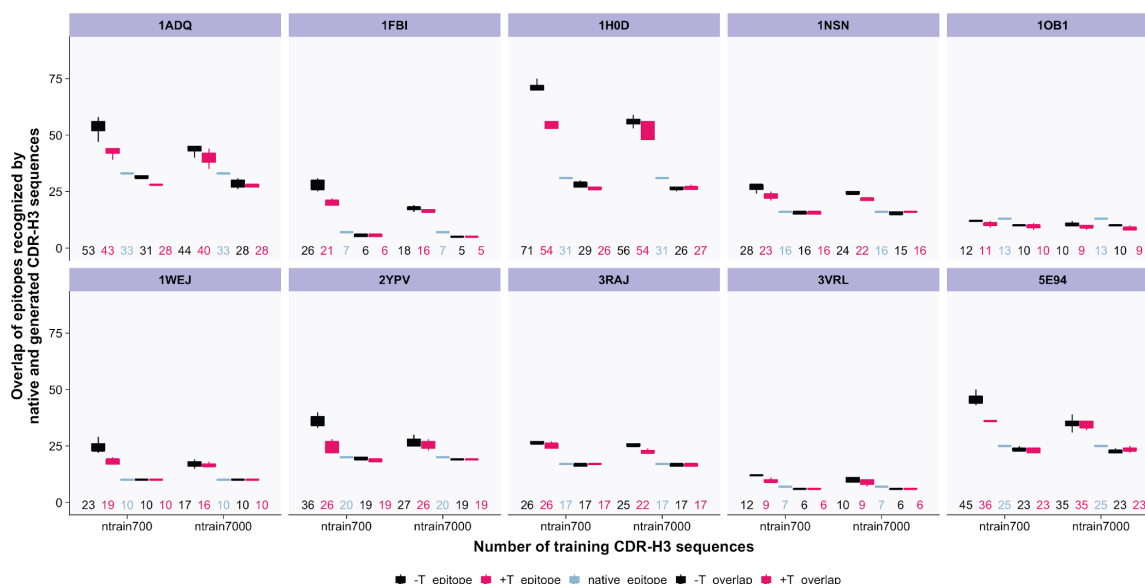 1ADQ 1FBI 1H0D 1NSN 1OB1
Overlap of epitopes recognized by
native and generated CDR-H3 sequences
75
50
25
0
53 43 33 31 28 44 40 33 28 28
26 21 7 6 6 18 16 7 5 5
71 54 31 29 26 56 54 31 26 27
28 23 16 16 16 24 22 16 15 16
12 11 13 10 10 10 9 13 10 9
1WEJ 2YPV 3RAJ 3VRL 5E94
75
50
25
0
23 19 10 10 10 17 16 10 10 10
36 26 20 19 19 27 26 20 19 19
26 26 17 17 17 25 22 17 17 17
12 9 7 6 6 10 9 7 6 6
45 36 25 23 23 35 35 25 23 23
ntrain700 ntrain7000 ntrain700 ntrain7000 ntrain700 ntrain7000 ntrain700 ntrain7000 ntrain700 ntrain7000
Number of training CDR-H3 sequences
-T_epitope +T_epitope native_epitope -T_overlap +T_overlap